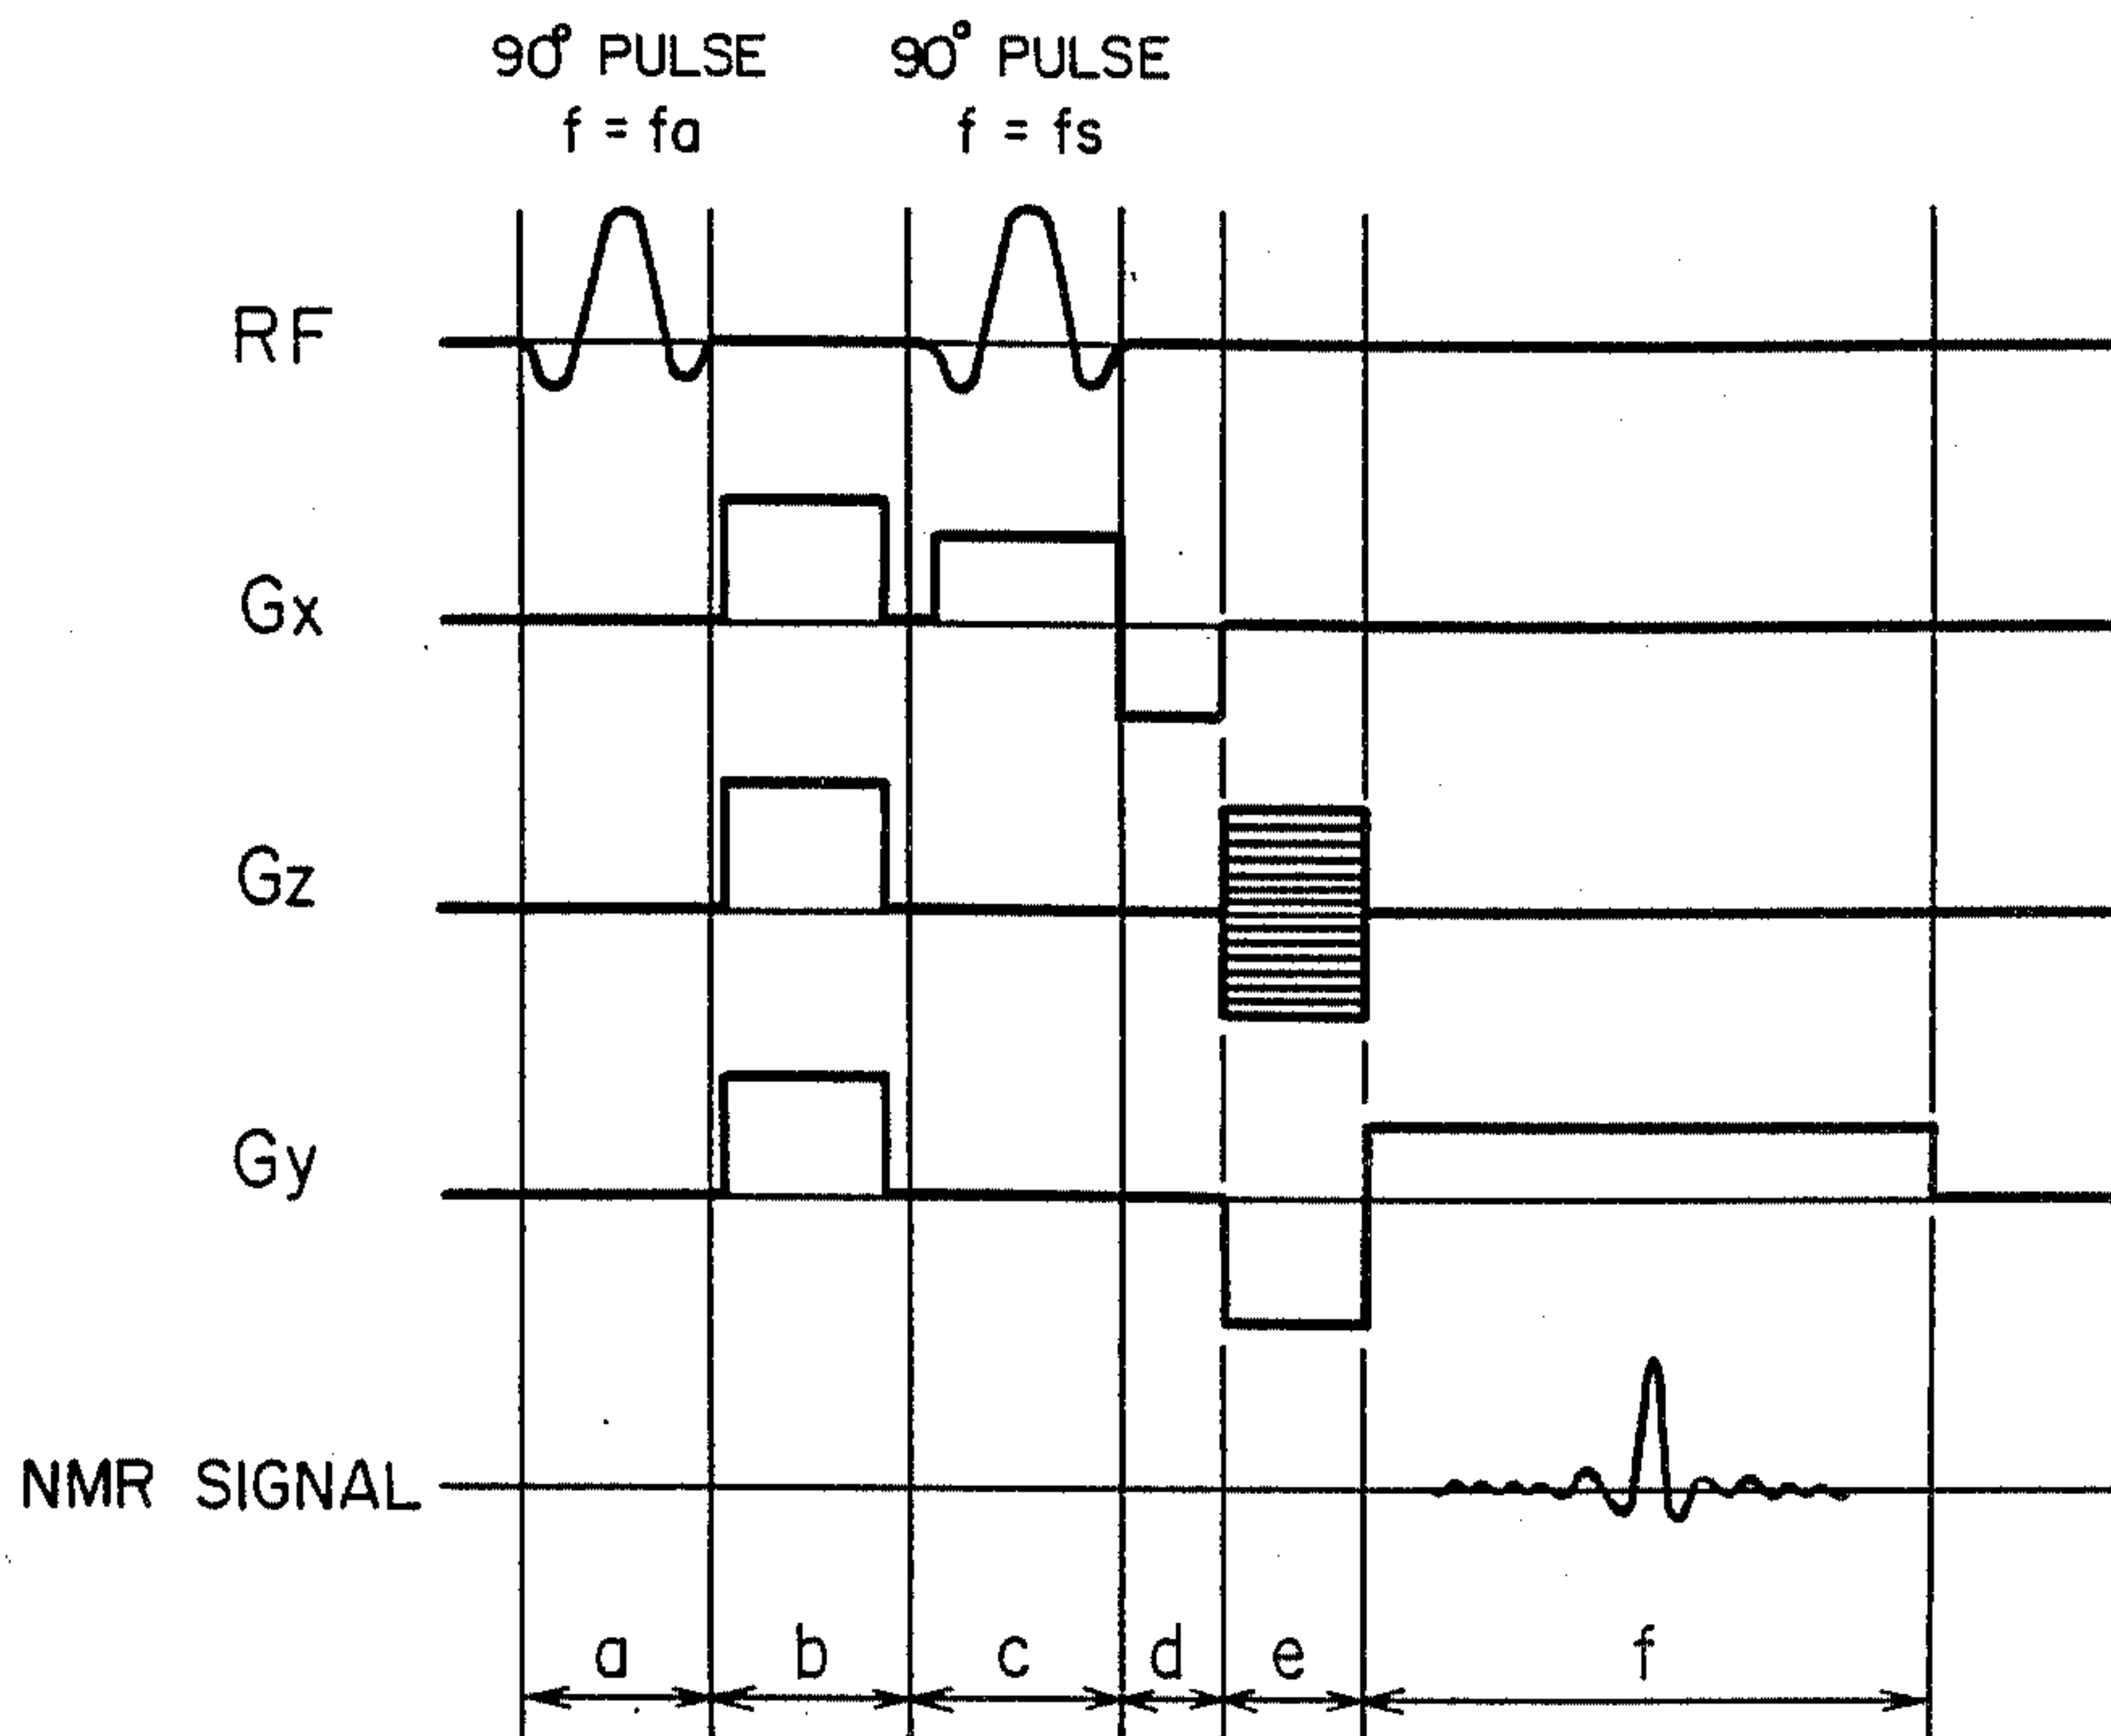 90° PULSE 90° PULSE
f = fa f = fs
RF
Gx
Gz
Gy
NMR SIGNAL
a b c d e f